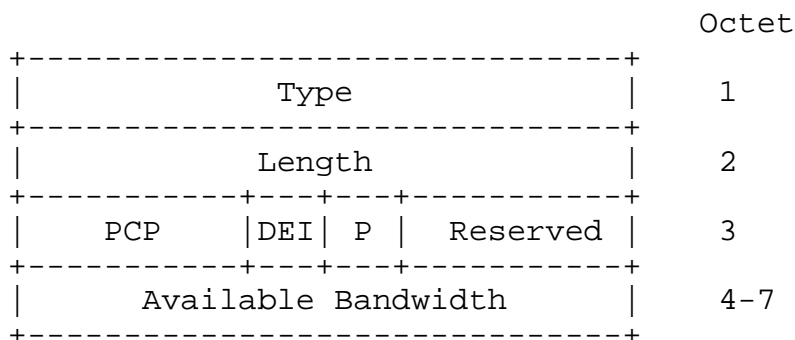 Octet
+-------------------------------+
|             Type              |    1
+-------------------------------+
|            Length             |    2
+-----------+---+---+-----------+
|    PCP    |DEI| P |  Reserved |    3
+-----------+---+---+-----------+
|      Available Bandwidth      |    4-7
+-------------------------------+